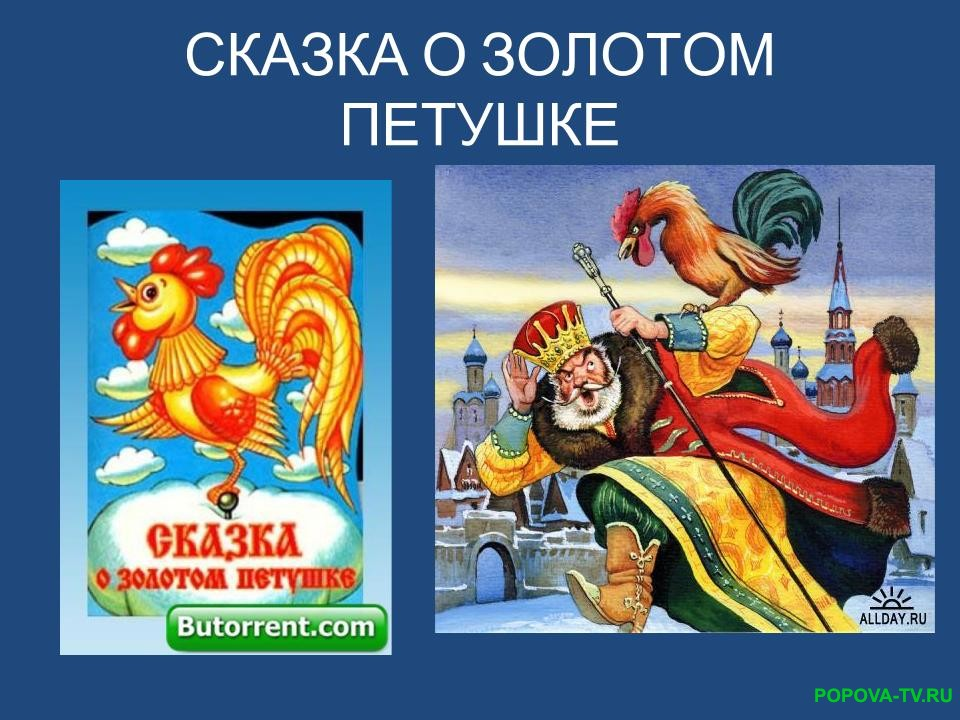 СКАЗКА О ЗОЛОТОМ
ПЕТУШКЕ
СКАЗКА
О ЗОЛОТОМ ПЕТУШКЕ
Butorrent.com
ALLDAY.RU
POPOVA-TV.RU